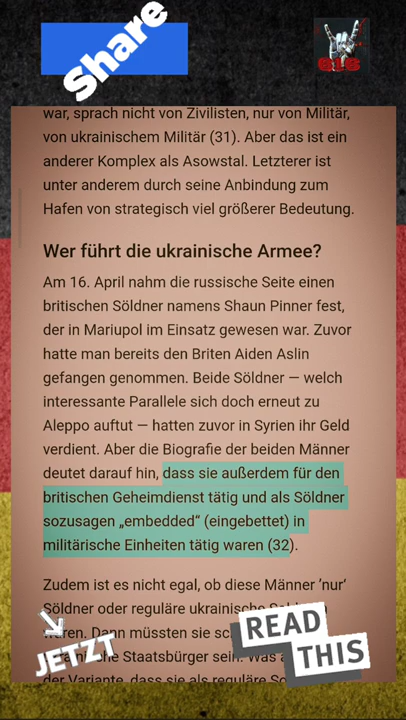 Share
616
war, sprach nicht von Zivilisten, nur von Militär,
von ukrainischem Militär (31). Aber das ist ein
anderer Komplex als Asowstal. Letzterer ist
unter anderem durch seine Anbindung zum
Hafen von strategisch viel größerer Bedeutung.
Wer führt die ukrainische Armee?
Am 16. April nahm die russische Seite einen
britischen Söldner namens Shaun Pinner fest,
der in Mariupol im Einsatz gewesen war. Zuvor
hatte man bereits den Briten Aiden Aslin
gefangen genommen. Beide Söldner — welch
interessante Parallele sich doch erneut zu
Aleppo auftut — hatten zuvor in Syrien ihr Geld
verdient. Aber die Biografie der beiden Männer
deutet darauf hin, dass sie außerdem für den
britischen Geheimdienst tätig und als Söldner
sozusagen „embedded“ (eingebettet) in
militärische Einheiten tätig waren (32).
Zudem ist es nicht egal, ob diese Männer ’nur‘
Söldner oder reguläre ukrainische
waren. Dann müssten sie
Staatsbürger sein. Was
der Variante, dass sie als reguläre
JETZT
READ
THIS